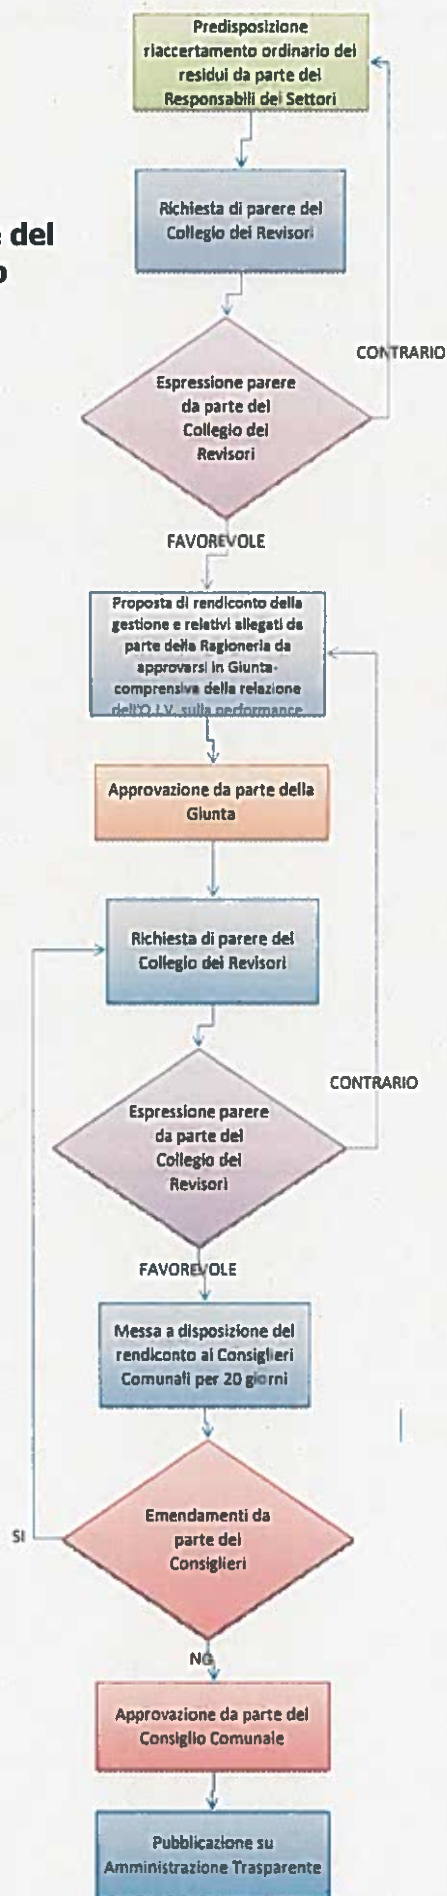 Predisposizione
riaccertamento ordinario dei
residui da parte dei
Responsabili dei Settori
Richiesta di parere del
Collegio dei Revisori
del
CONTRARIO
Espressione parere
da parte del
Collegio dei
Revisori
FAVOREVOLE
Proposta di rendiconto della
gestione e relativi allegati da
parte della Ragioneria da
approvarsi in Giunta-
comprensiva della relazione
dell'O.I.V. sulla performance
Approvazione da parte della
Giunta
Richiesta di parere del
Collegio dei Revisori
CONTRARIO
Espressione parere
da parte del
Collegio dei
Revisori
FAVOREVOLE
Messa a disposizione del
rendiconto ai Consiglieri
Comunali per 20 giorni
Emendamenti da
parte dei
Consiglieri
SI
NO
Approvazione da parte del
Consiglio Comunale
Pubblicazione su
Amministrazione Trasparente